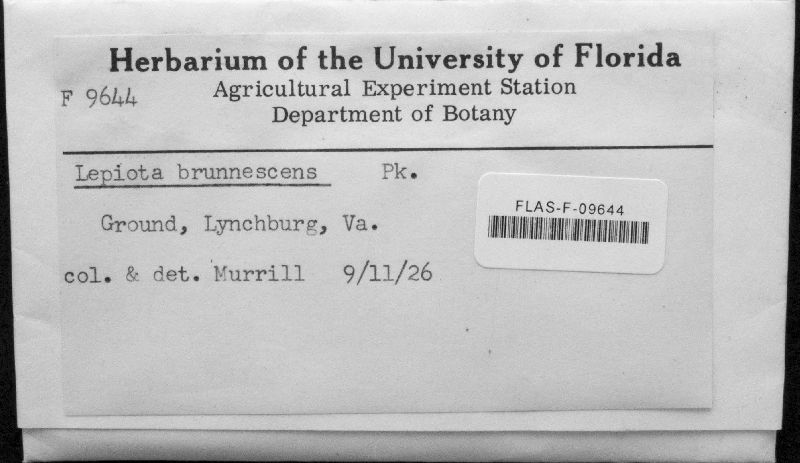 Herbarium of the University of Florida
F 9644
Agricultural Experiment Station
Department of Botany
Lepiota brunnescens Pk.
FLAS-F-09644
Ground, Lynchburg, Va.
col. & det. Murrill 9/11/26